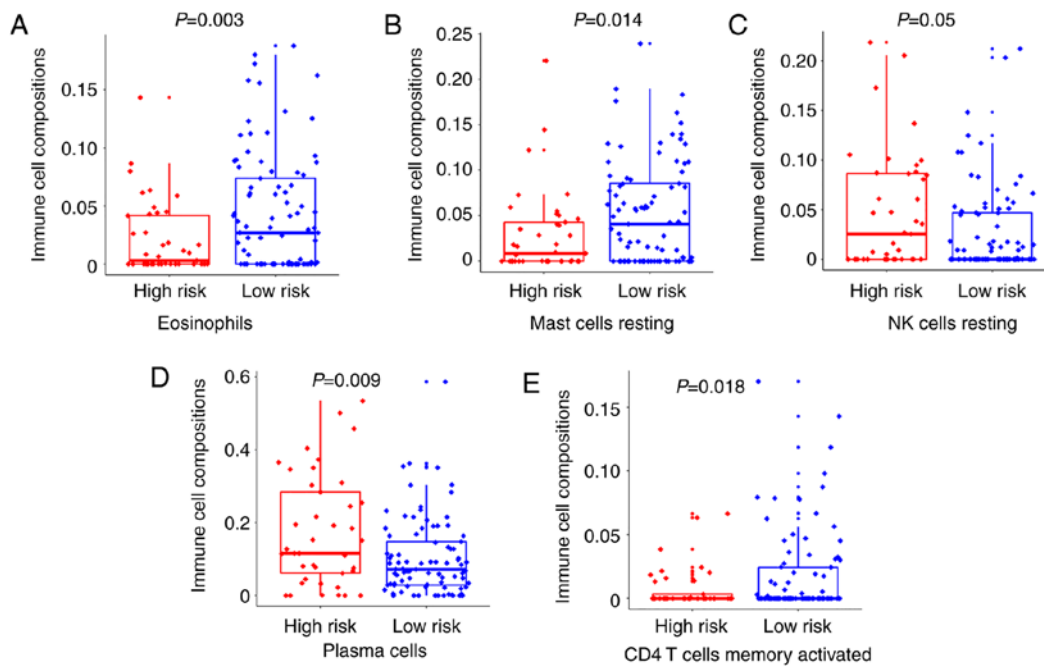 A
P=0.003
Immune cell compositions
0.15
0.10
0.05
0
High risk
Low risk
Eosinophils
B
P=0.014
Immune cell compositions
0.25
0.20
0.15
0.10
0.05
0
High risk
Low risk
Mast cells resting
C
P=0.05
Immune cell compositions
0.20
0.15
0.10
0.05
0
High risk
Low risk
NK cells resting
D
P=0.009
Immune cell compositions
0.6
0.4
0.2
0
High risk
Low risk
Plasma cells
E
P=0.018
Immune cell compositions
0.15
0.10
0.05
0
High risk
Low risk
CD4 T cells memory activated